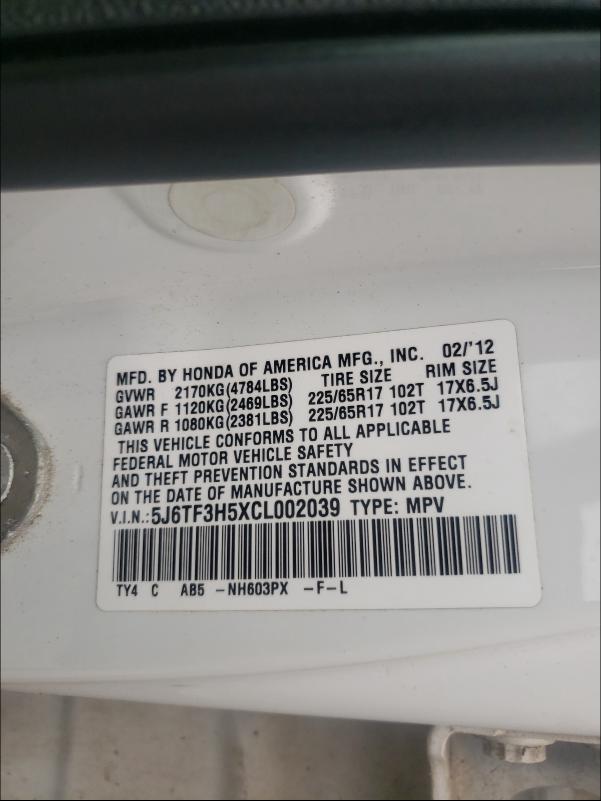 MFD. BY HONDA OF AMERICA MFG., INC. 02/'12
GVWR 2170KG(4784LBS) TIRE SIZE RIM SIZE
GAWR F 1120KG(2469LBS) 225/65R17 102T 17X6.5J
GAWR R 1080KG(2381LBS) 225/65R17 102T 17X6.5J
THIS VEHICLE CONFORMS TO ALL APPLICABLE
FEDERAL MOTOR VEHICLE SAFETY
AND THEFT PREVENTION STANDARDS IN EFFECT
ON THE DATE OF MANUFACTURE SHOWN ABOVE.
V.I.N.:5J6TF3H5XCL002039 TYPE: MPV
TY4 C AB5 -NH603PX -F-L